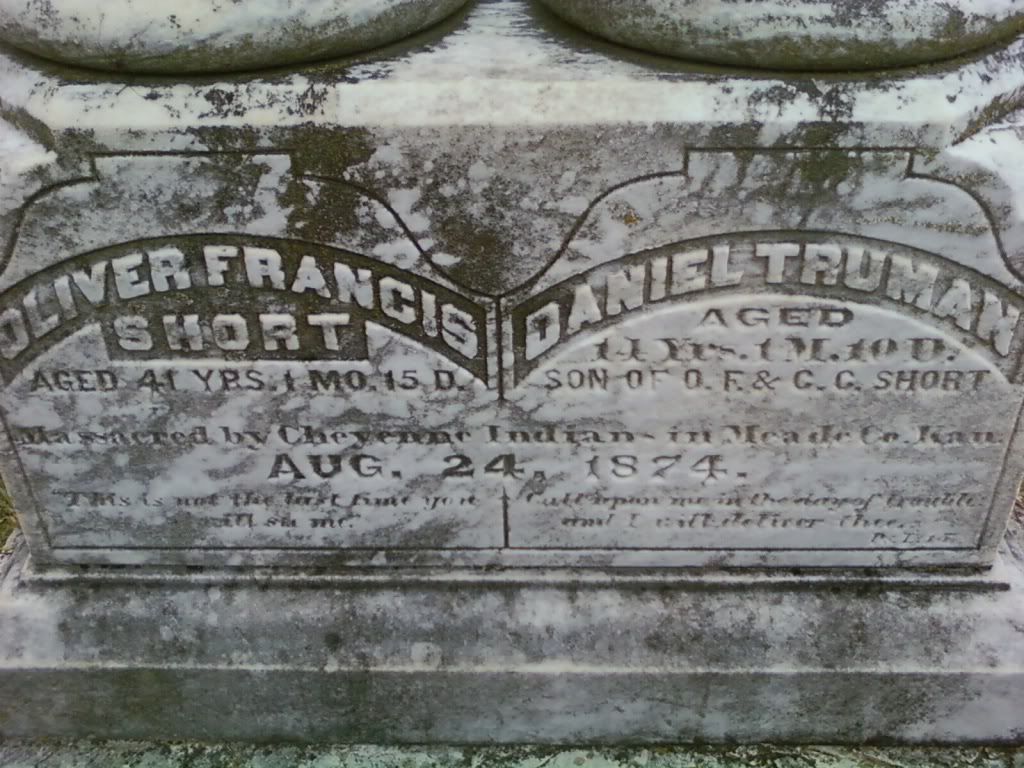 OLIVER FRANCIS
SHORT
AGED 41 YRS. 1 MO. 15 D.
DANIEL TRUMAN
AGED
14 Yrs. 1 M. 10 D.
SON OF O. F. & C. G. SHORT
Massacred by Cheyenne Indians in Meade Co. Kan.
AUG. 24, 1874.
"This is not the last time you
will see me."
Call upon me in the day of trouble
and I will deliver thee.